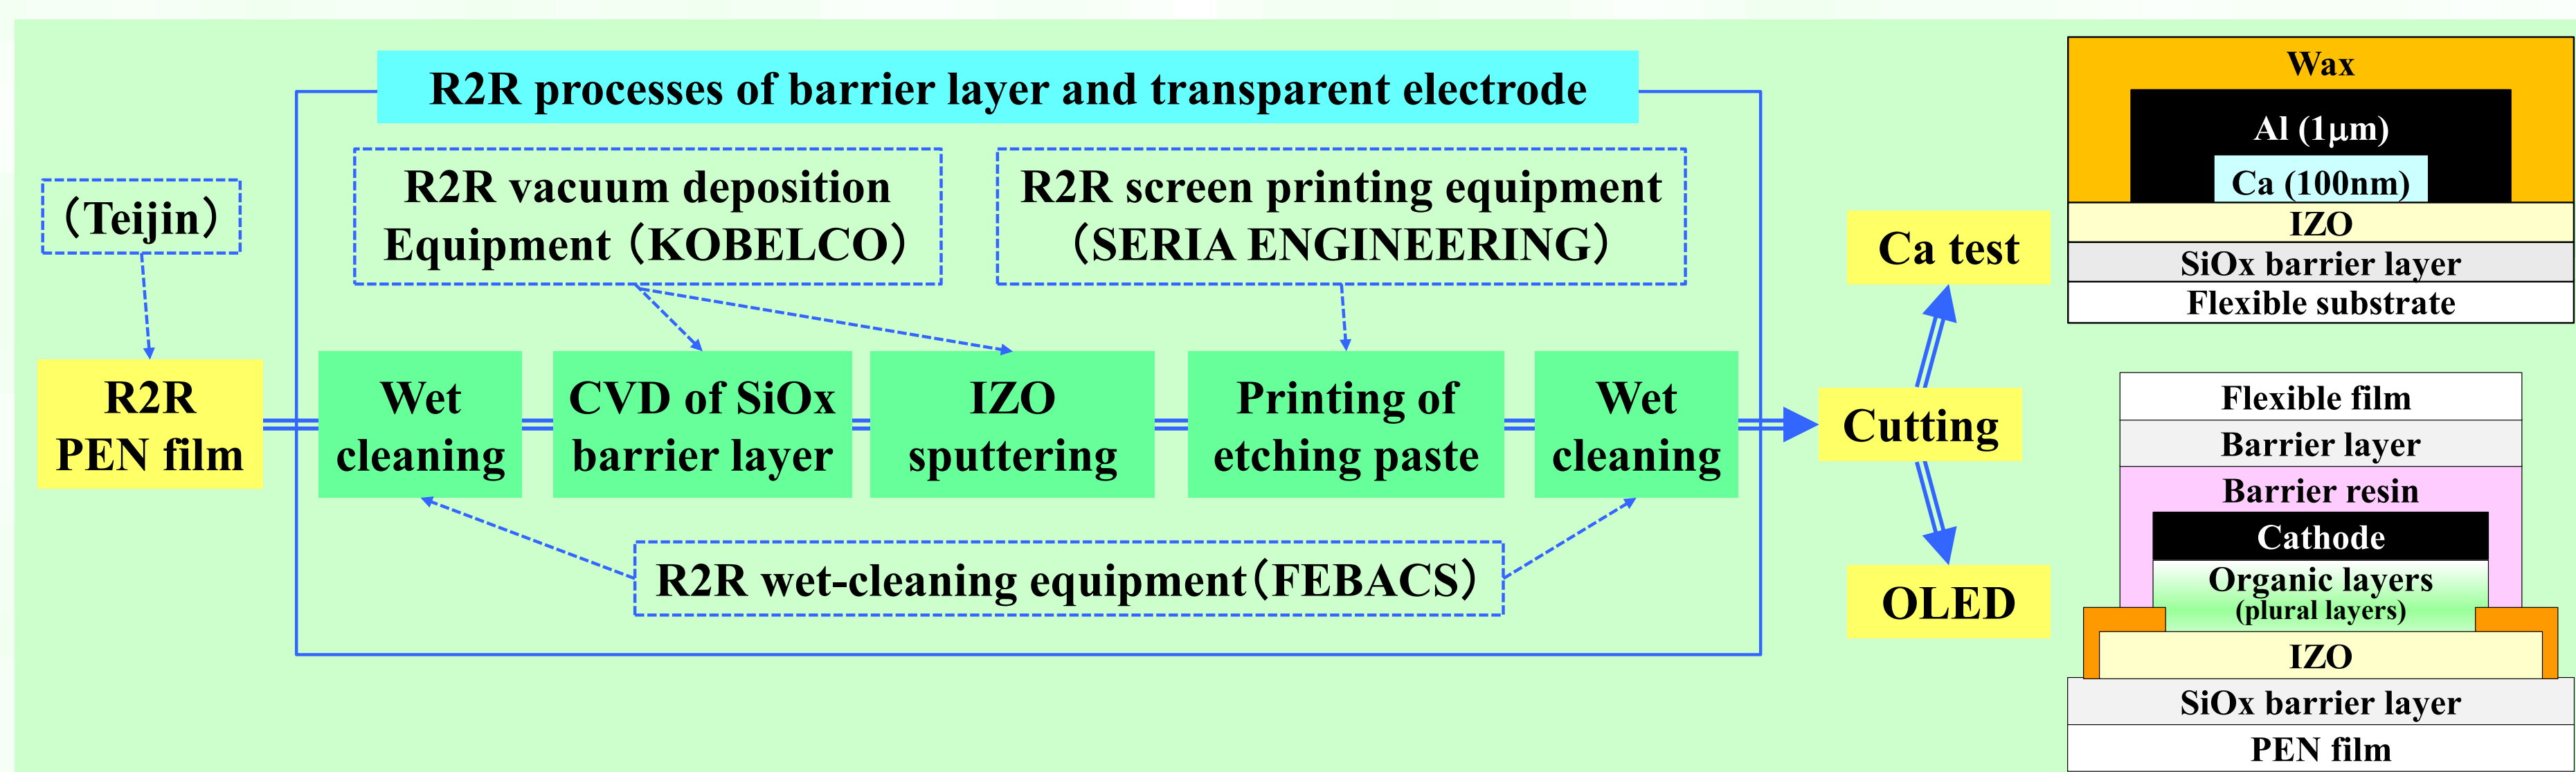 R2R processes of barrier layer and transparent electrode
（Teijin）
R2R vacuum deposition
Equipment（KOBELCO）
R2R screen printing equipment
（SERIA ENGINEERING）
R2R
PEN film
Wet
cleaning
CVD of SiOx
barrier layer
IZO
sputtering
Printing of
etching paste
Wet
cleaning
R2R wet-cleaning equipment（FEBACS）
Ca test
Cutting
OLED
Wax
Al (1μm)
Ca (100nm)
IZO
SiOx barrier layer
Flexible substrate
Flexible film
Barrier layer
Barrier resin
Cathode
Organic layers
(plural layers)
IZO
SiOx barrier layer
PEN film